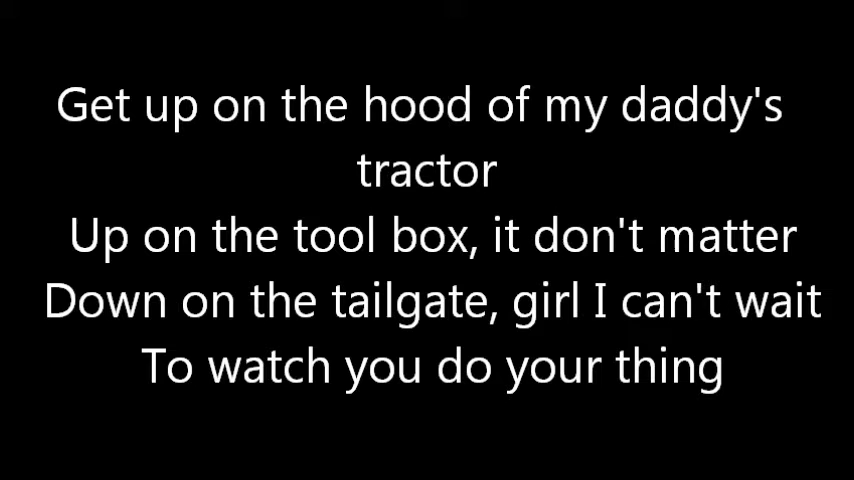 Get up on the hood of my daddy's
tractor
Up on the tool box, it don't matter
Down on the tailgate, girl I can't wait
To watch you do your thing